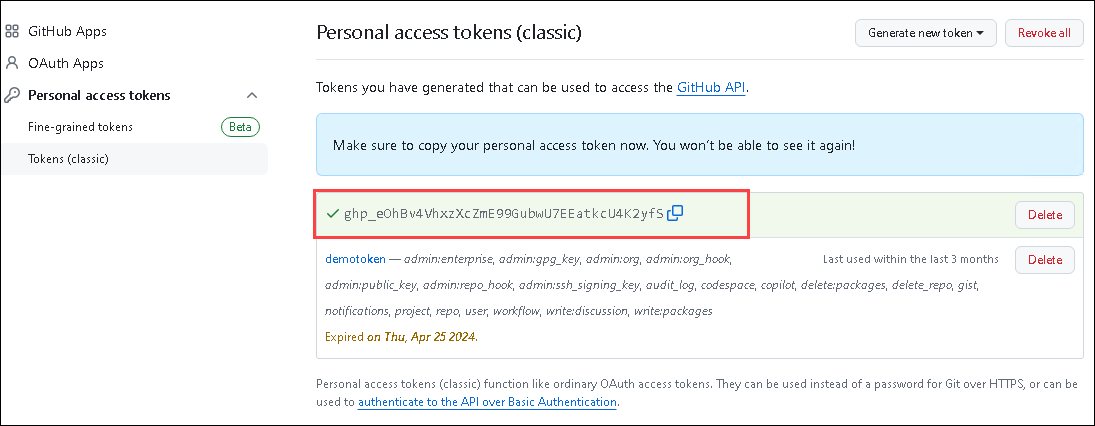 GitHub Apps
OAuth Apps
Personal access tokens
Fine-grained tokens
Beta
Tokens (classic)
Personal access tokens (classic)
Generate new token
Revoke all
Tokens you have generated that can be used to access the GitHub API.
Make sure to copy your personal access token now. You won’t be able to see it again!
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
Delete
demotoken — admin:enterprise, admin:gpg_key, admin:org, admin:org_hook,
Last used within the last 3 months
Delete
admin:public_key, admin:repo_hook, admin:ssh_signing_key, audit_log, codespace, copilot, delete:packages, delete_repo, gist,
notifications, project, repo, user, workflow, write:discussion, write:packages
Expired on Thu, Apr 25 2024.
Personal access tokens (classic) function like ordinary OAuth access tokens. They can be used instead of a password for Git over HTTPS, or can be
used to authenticate to the API over Basic Authentication.